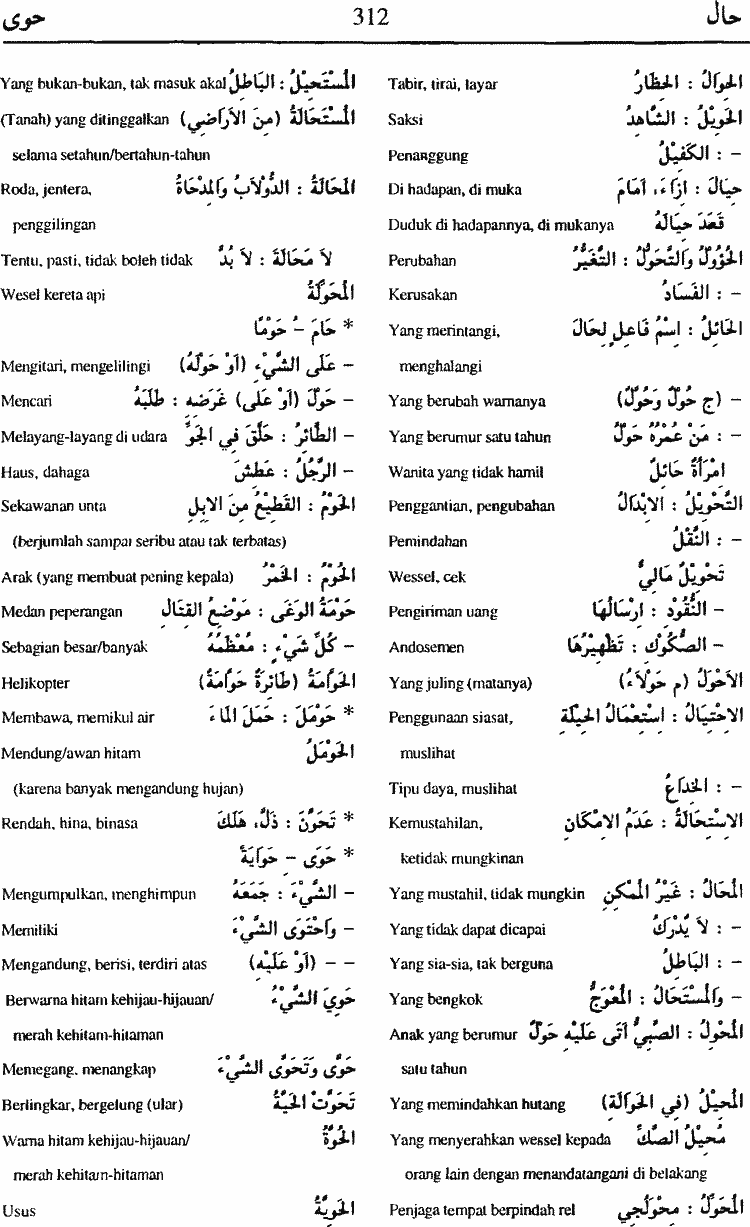 حال 312 حوى
الحِوَالُ : الحِظَارُ Tabir, tirai, layar
الحَوِيْلُ : الشَّاهِدُ Saksi
– : الكَفِيْلُ Penanggung
حِيَالَ : اِزَاءَ، اَمَامَ Di hadapan, di muka
قَعَدَ حِيَالَهُ Duduk di hadapannya, di mukanya
الحُؤُوْلُ وَالتَّحَوُّلُ : التَّغَيُّرُ Perubahan
– : الفَسَادُ Kerusakan
الحَائِلُ : اِسْمُ فَاعِلٍ لِحَالَ Yang merintangi,
menghalangi
– (ج حُوَّلٌ وَحُوْلٌ) Yang berubah warnanya
– : مَنْ عُمْرُهُ حَوْلٌ Yang berumur satu tahun
اِمْرَأَةٌ حَائِلٌ Wanita yang tidak hamil
التَّحْوِيْلُ : الاِبْدَالُ Penggantian, pengubahan
– : النَّقْلُ Pemindahan
تَحْوِيْلٌ مَالِيٌّ Wessel, cek
– النُّقُوْدِ : اِرْسَالُهَا Pengiriman uang
– الصُّكُوْكِ : تَظْهِيْرُهَا Andosemen
الاَحْوَلُ (م حَوْلاَءُ) Yang juling (matanya)
الاِحْتِيَالُ : اِسْتِعْمَالُ الحِيْلَةِ Penggunaan siasat,
muslihat
– : الخِدَاعُ Tipu daya, muslihat
الاِسْتِحَالَةُ : عَدَمُ الاِمْكَانِ Kemustahilan,
ketidak mungkinan
المُحَالُ : غَيْرُ المُمْكِنِ Yang mustahil, tidak mungkin
– : لاَ يُدْرَكُ Yang tidak dapat dicapai
– : البَاطِلُ Yang sia-sia, tak berguna
– وَالمُسْتَحَالُ : المُعْوَجُّ Yang bengkok
المُحْوِلُ : الصَّبِيُّ اَتَى عَلَيْهِ حَوْلٌ Anak yang berumur
satu tahun
المُحِيْلُ (فِي الحَوَالَةِ) Yang memindahkan hutang
مُحِيْلُ الصَّكِّ Yang menyerahkan wessel kepada
orang lain dengan menandatangani di belakang
المُحَوِّلُ : مُحَوِّلْجِي Penjaga tempat berpindah rel
المُسْتَحِيْلُ : البَاطِلُ Yang bukan-bukan, tak masuk akal
المُسْتَحَالَةُ (مِنَ الاَرَاضِي) (Tanah) yang ditinggalkan
selama setahun/bertahun-tahun
المَحَالَةُ : الدُّوْلاَبُ وَالمِدْحَاةُ Roda, jentera,
penggilingan
لاَ مَحَالَةَ : لاَ بُدَّ Tentu, pasti, tidak boleh tidak
المُحَوِّلَةُ Wesel kereta api
* حَامَ – حَوْمًا
– عَلَى الشَّيْءِ (اَوْ حَوْلَهُ) Mengitari, mengelilingi
– حَوْلَ (اَوْ عَلَى) غَرَضِهِ : طَلَبَهُ Mencari
– الطَّائِرُ : حَلَّقَ فِي الجَوِّ Melayang-layang di udara
– الرَّجُلُ : عَطِشَ Haus, dahaga
الحَوْمُ : القَطِيْعُ مِنَ الاِبِلِ Sekawanan unta
(berjumlah sampai seribu atau tak terbatas)
الحَوْمُ : الخَمْرُ Arak (yang membuat pening kepala)
حَوْمَةُ الوَغَى : مَوْضِعُ القِتَالِ Medan peperangan
– كُلِّ شَيْءٍ : مُعْظَمُهُ Sebagian besar/banyak
الحَوَّامَةُ (طَائِرَةٌ حَوَّامَةٌ) Helikopter
* حَوْمَلَ : حَمَلَ المَاءَ Membawa, memikul air
الحَوْمَلُ Mendung/awan hitam
(karena banyak mengandung hujan)
* تَحَوَّنَ : ذَلَّ، هَلَكَ Rendah, hina, binasa
* حَوَى – حَوَايَةً
– الشَّيْءَ : جَمَعَهُ Mengumpulkan, menghimpun
– وَاحْتَوَى الشَّيْءَ Memiliki
– – (اَوْ عَلَيْهِ) Mengandung, berisi, terdiri atas
حَوِيَ الشَّيْءُ Berwarna hitam kehijau-hijauan/
merah kehitam-hitaman
حَوَّى وَتَحَوَّى الشَّيْءَ Memegang, menangkap
تَحَوَّتِ الحَيَّةُ Berlingkar, bergelung (ular)
الحُوَّةُ Warna hitam kehijau-hijauan/
merah kehitam-hitaman
الحَوِيَّةُ Usus